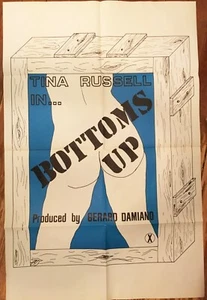 TINA RUSSELL
IN...
BOTTOMS
UP
Produced by GERARD DAMIANO
X